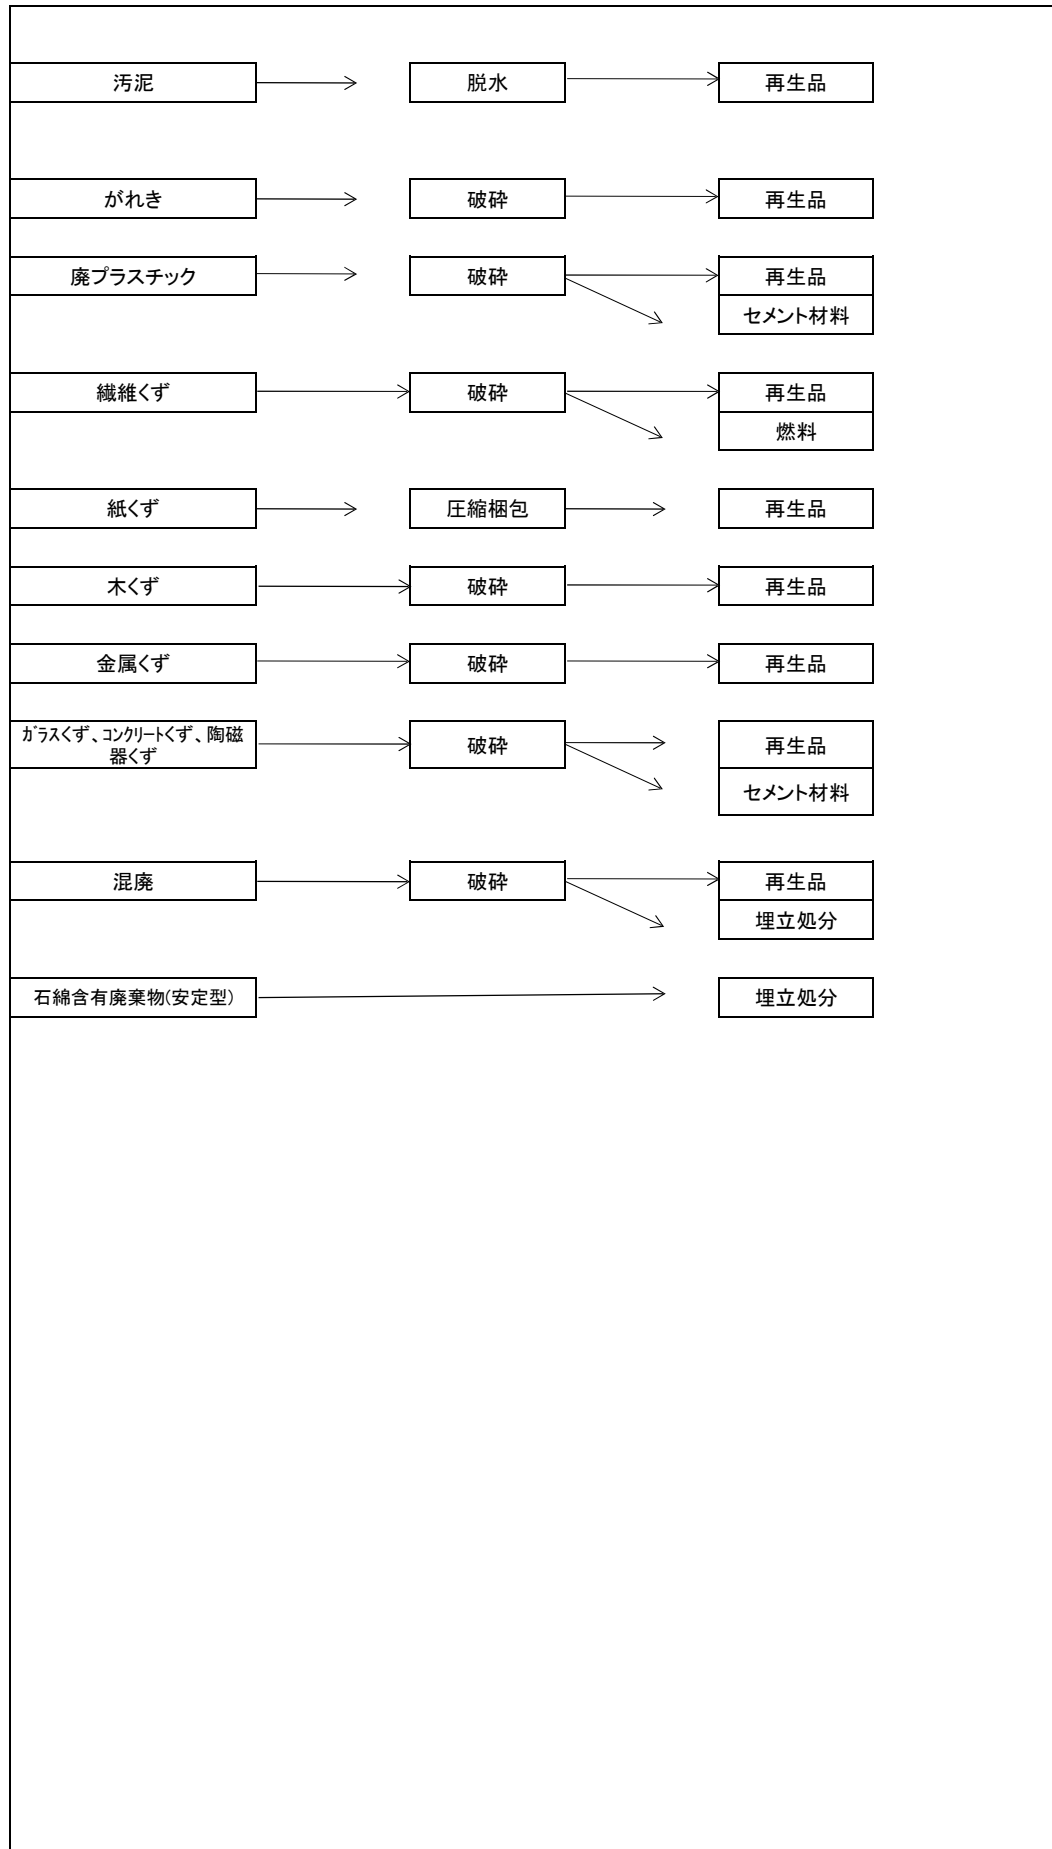 汚泥 脱水 再生品
がれき 破砕 再生品
廃プラスチック 破砕 再生品
セメント材料
繊維くず 破砕 再生品
燃料
紙くず 圧縮梱包 再生品
木くず 破砕 再生品
金属くず 破砕 再生品
ｶﾞﾗｽくず、ｺﾝｸﾘｰﾄくず、陶磁
器くず
破砕 再生品
セメント材料
混廃 破砕 再生品
埋立処分
石綿含有廃棄物(安定型) 埋立処分